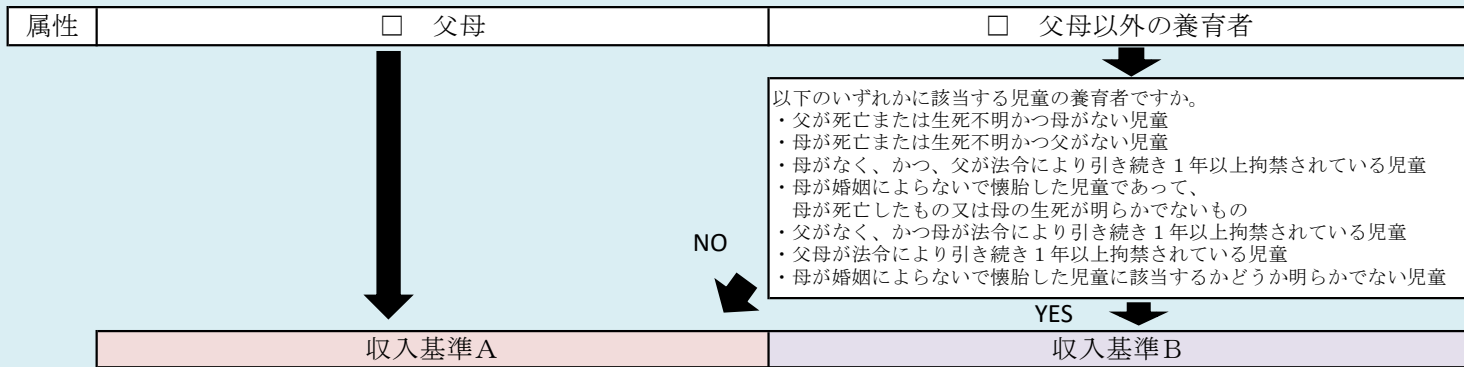 属性 □ 父母 □ 父母以外の養育者
以下のいずれかに該当する児童の養育者ですか。
・父が死亡または生死不明かつ母がない児童
・母が死亡または生死不明かつ父がない児童
・母がなく、かつ、父が法令により引き続き１年以上拘禁されている児童
・母が婚姻によらないで懐胎した児童であって、
母が死亡したもの又は母の生死が明らかでないもの
・父がなく、かつ母が法令により引き続き１年以上拘禁されている児童
・父母が法令により引き続き１年以上拘禁されている児童
・母が婚姻によらないで懐胎した児童に該当するかどうか明らかでない児童
NO
YES
収入基準Ａ 収入基準Ｂ